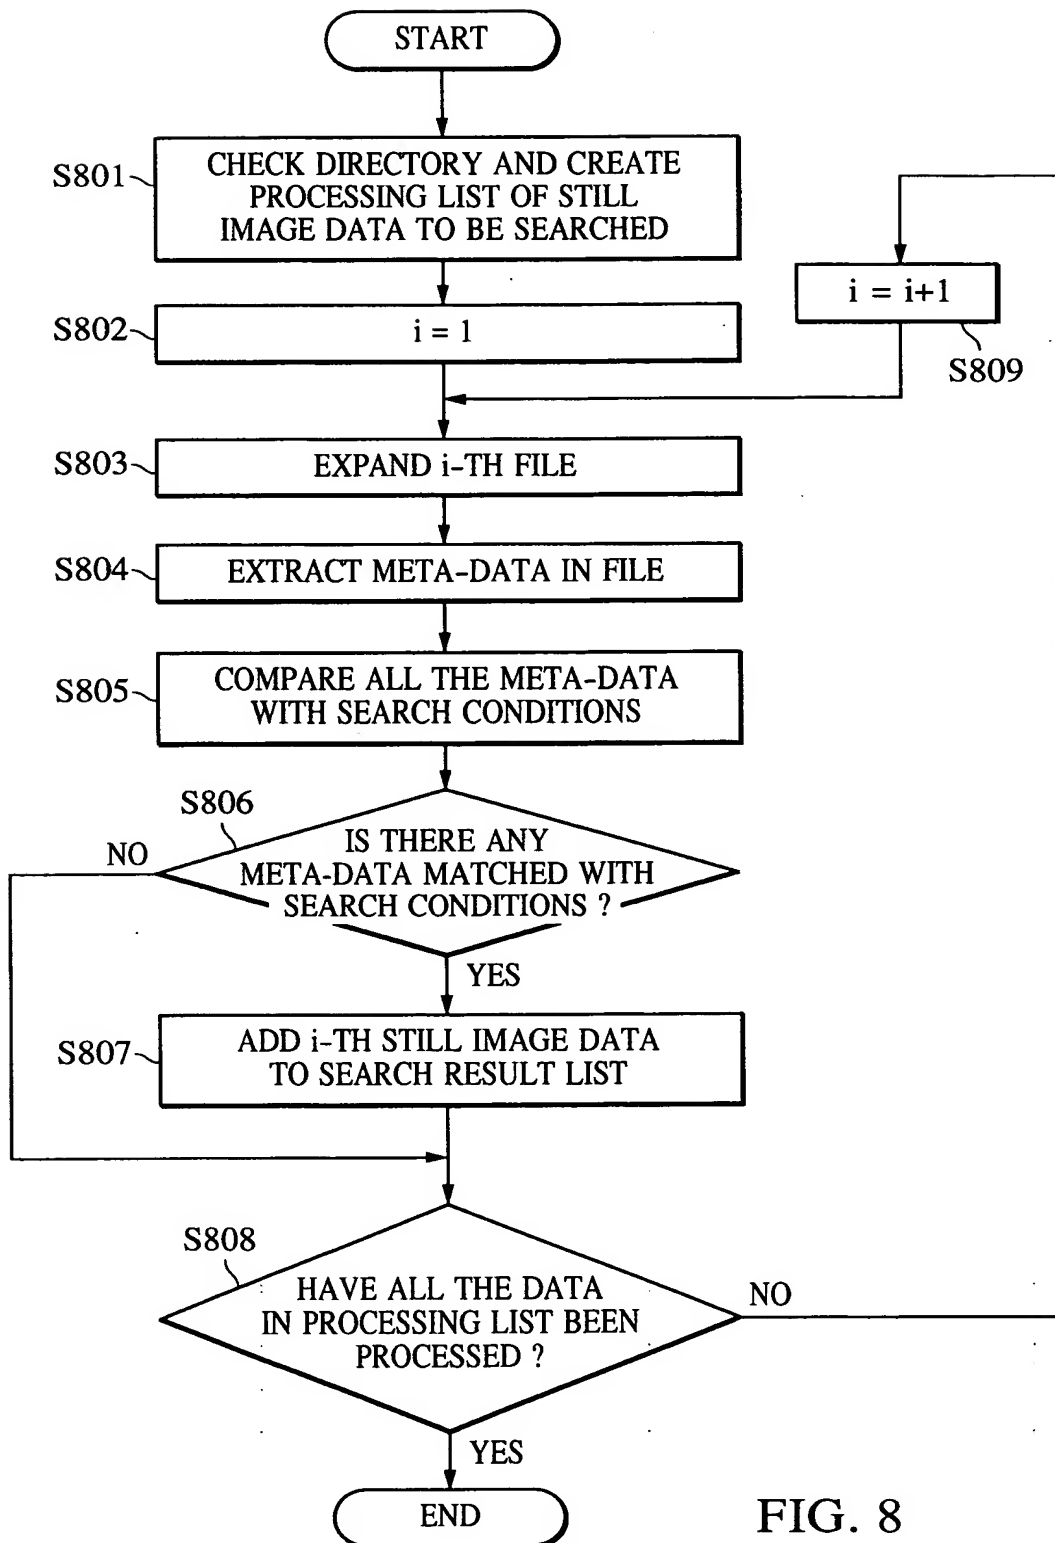 START
S801
CHECK DIRECTORY AND CREATE
PROCESSING LIST OF STILL
IMAGE DATA TO BE SEARCHED
S802
i = 1
i = i+1
S809
S803
EXPAND i-TH FILE
S804
EXTRACT META-DATA IN FILE
S805
COMPARE ALL THE META-DATA
WITH SEARCH CONDITIONS
S806
NO
IS THERE ANY
META-DATA MATCHED WITH
SEARCH CONDITIONS ?
YES
S807
ADD i-TH STILL IMAGE DATA
TO SEARCH RESULT LIST
S808
HAVE ALL THE DATA
IN PROCESSING LIST BEEN
PROCESSED ?
NO
YES
END
FIG. 8